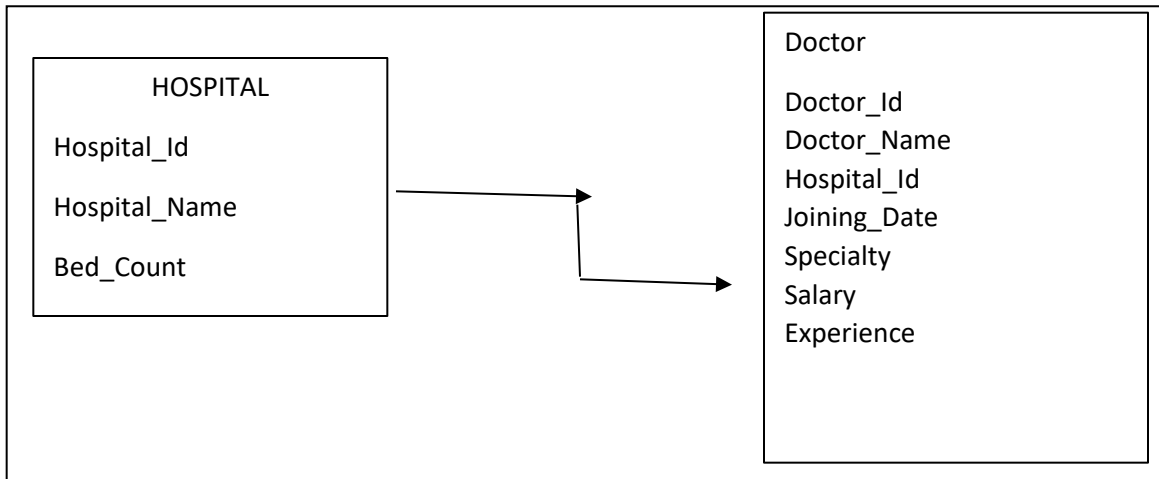 HOSPITAL
Hospital_Id
Hospital_Name
Bed_Count
Doctor
Doctor_Id
Doctor_Name
Hospital_Id
Joining_Date
Specialty
Salary
Experience